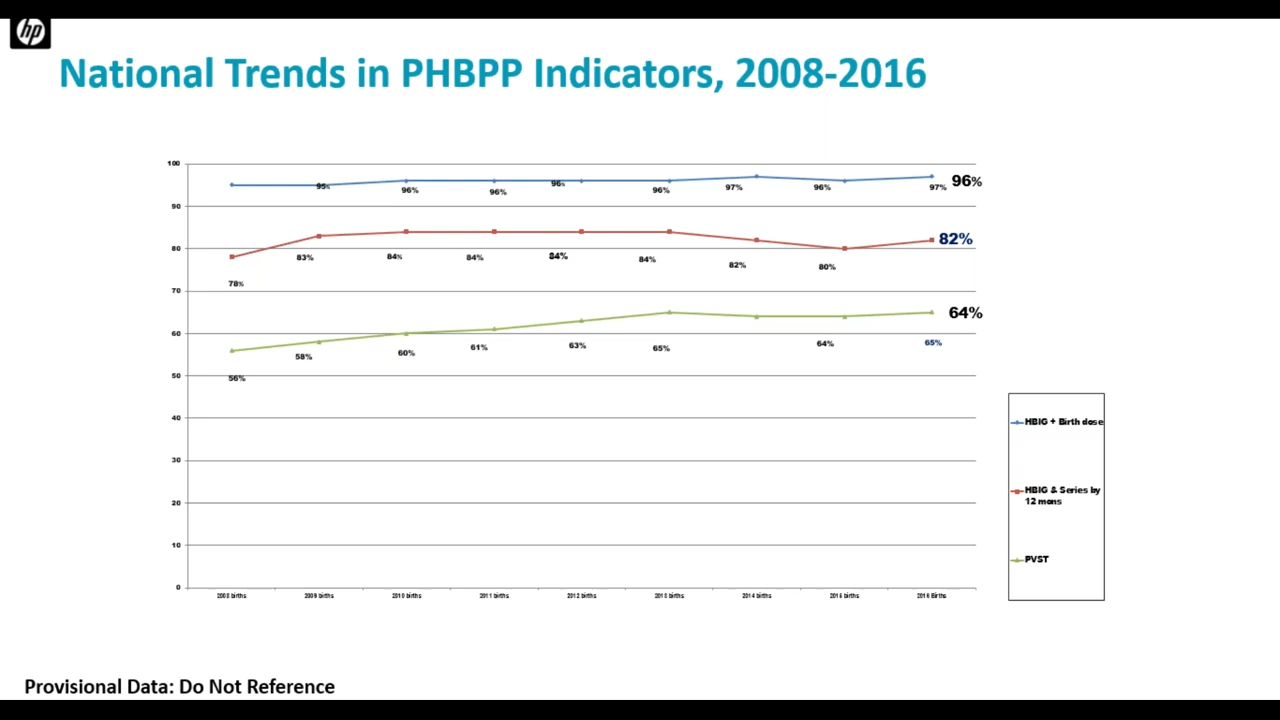 hp
National Trends in PHBPP Indicators, 2008-2016
100
90
80
70
60
50
40
30
20
10
0
95%
96%
96%
96%
96%
97%
96%
97%
96%
78%
83%
84%
84%
84%
84%
82%
80%
82%
56%
58%
60%
61%
63%
65%
64%
65%
64%
2008 births
2009 births
2010 births
2011 births
2012 births
2013 births
2014 births
2015 births
2016 Births
HBIG + Birth dose
HBIG & Series by
12 mons
PVST
Provisional Data: Do Not Reference